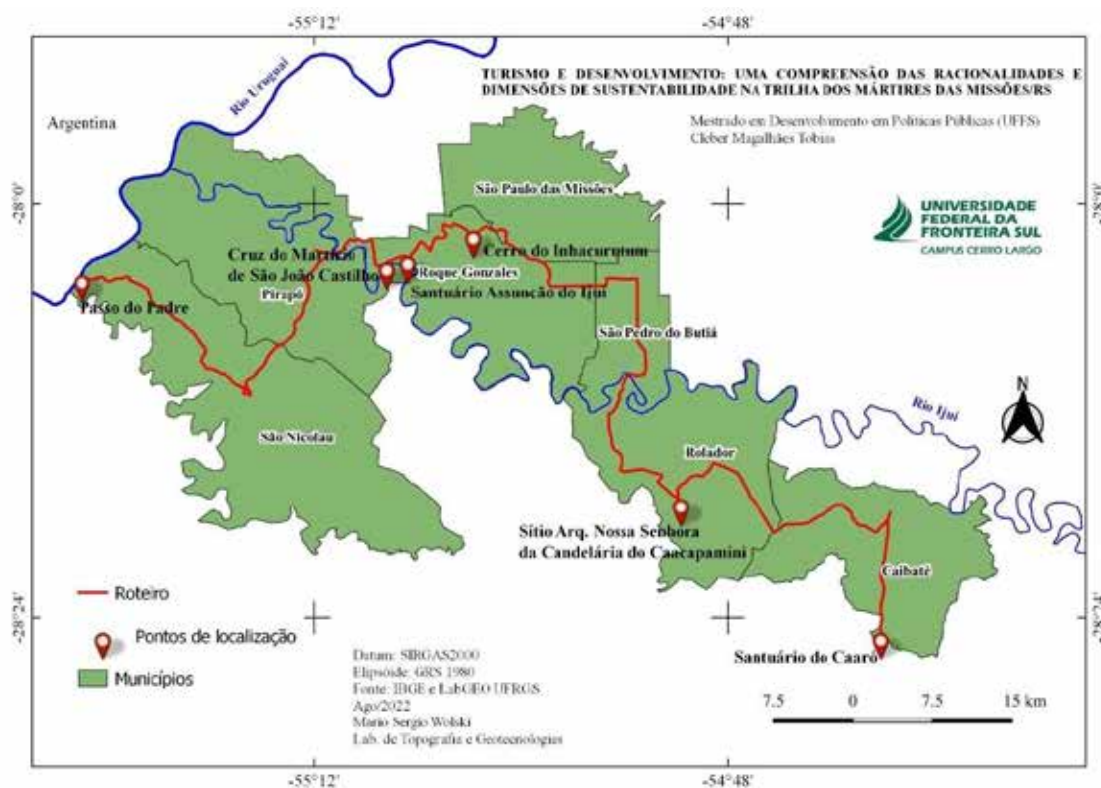 -55°12'
-54°48'
TURISMO E DESENVOLVIMENTO: UMA COMPREENSÃO DAS RACIONALIDADES E
DIMENSÕES DE SUSTENTABILIDADE NA TRILHA DOS MÁRTIRES DAS MISSÕES/RS
Mestrado em Desenvolvimento em Políticas Públicas (UFFS)
Cleber Magalhães Tobias
Rio Uruguai
Argentina
-28°0'
-28°0'
São Paulo das Missões
UNIVERSIDADE
FEDERAL DA
FRONTEIRA SUL
CAMPUS CERRO LARGO
Cruz do Martírio
de São João Castilho
Cerro do Inhacurutum
Roque Gonzales
Santuário Assunção do Ijuí
Pirapó
Passo do Padre
São Pedro do Butiá
N
Rio Ijuí
São Nicolau
Rolador
Sítio Arq. Nossa Senhora
da Candelária do Caacapamini
Caibaté
Roteiro
Pontos de localização
Municípios
-28°24'
-28°24'
Santuário do Caaró
Datum: SIRGAS2000
Elipsóide: GRS 1980
Fonte: IBGE e LabGEO UFRGS
Ago/2022
Mario Sergio Wolski
Lab. de Topografia e Geotecnologies
7.5 0 7.5 15 km
-55°12'
-54°48'